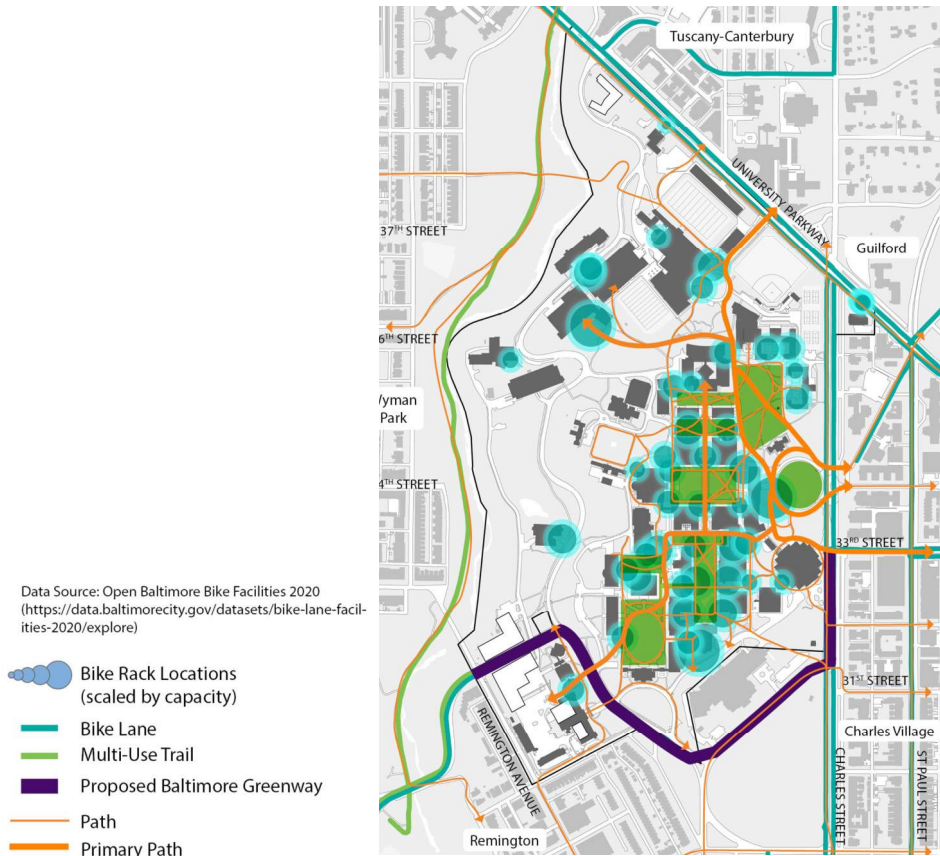 Tuscany-Canterbury
UNIVERSITY PARKWAY
Guilford
37TH STREET
6TH STREET
Wyman
Park
4TH STREET
33RD STREET
Data Source: Open Baltimore Bike Facilities 2020
(https://data.baltimorecity.gov/datasets/bike-lane-facil-
ities-2020/explore)
Bike Rack Locations
(scaled by capacity)
Bike Lane
Multi-Use Trail
Proposed Baltimore Greenway
Path
Primary Path
REMINGTON AVENUE
31ST STREET
Charles Village
CHARLES STREET
ST PAUL STREET
Remington